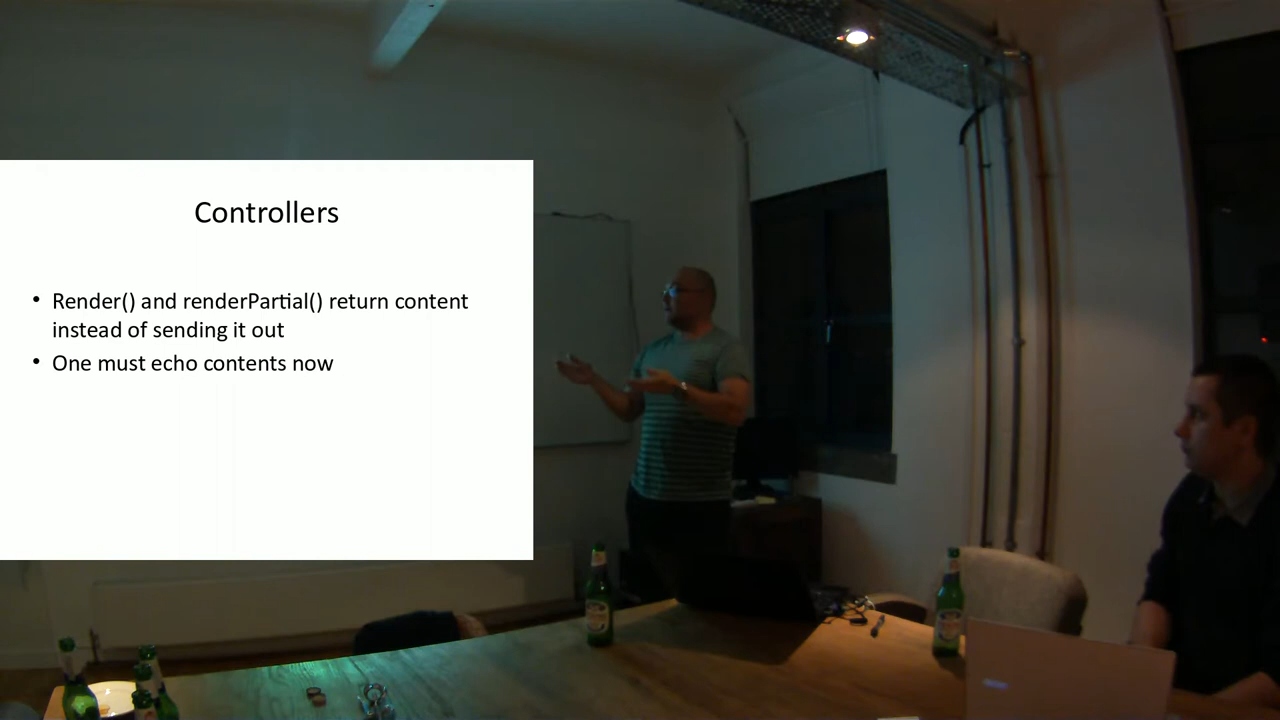 Controllers
• Render() and renderPartial() return content
instead of sending it out
• One must echo contents now